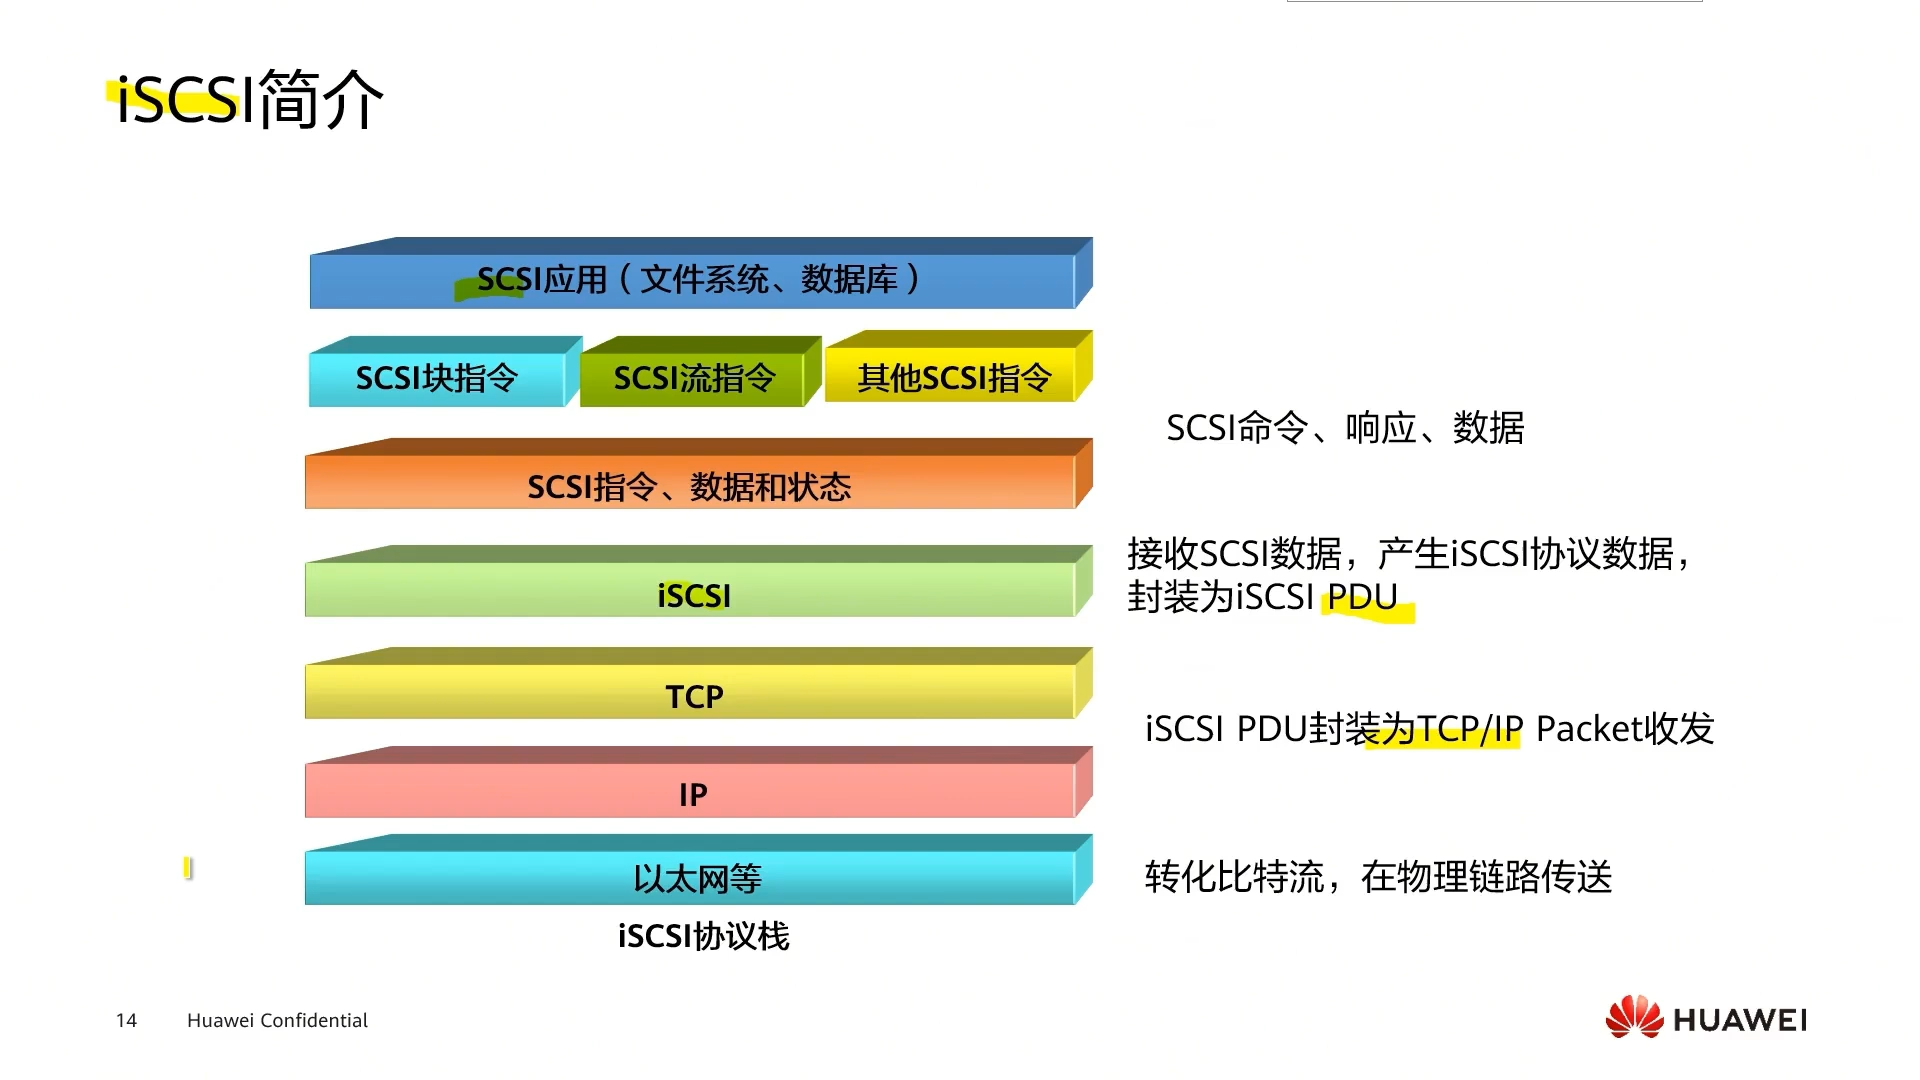 iSCSI简介
SCSI应用（文件系统、数据库）
SCSI块指令
SCSI流指令
其他SCSI指令
SCSI命令、响应、数据
SCSI指令、数据和状态
接收SCSI数据，产生iSCSI协议数据，
封装为iSCSI PDU
iSCSI
TCP
iSCSI PDU封装为TCP/IP Packet收发
IP
以太网等
转化比特流，在物理链路传送
iSCSI协议栈
14
Huawei Confidential
HUAWEI